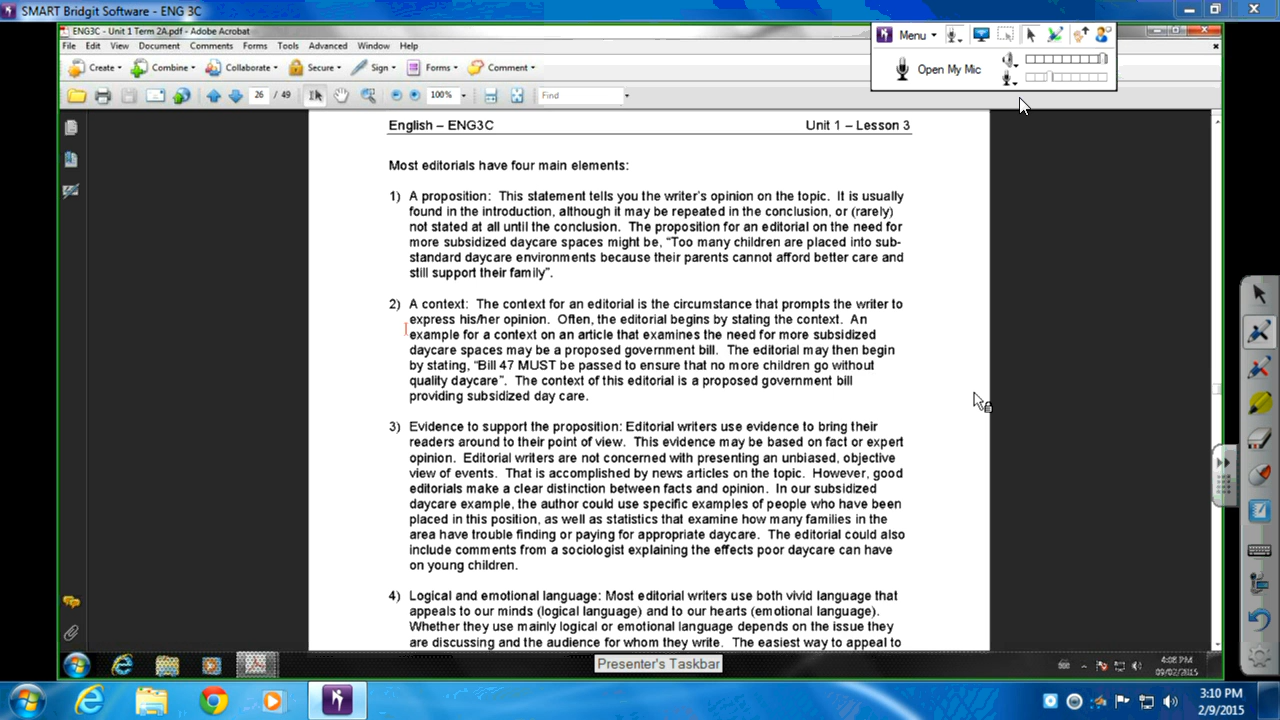 SMART Bridgit Software - ENG 3C
ENG3C - Unit 1 Term 2A.pdf - Adobe Acrobat
File Edit View Document Comments Forms Tools Advanced Window Help
Menu
Create Combine Collaborate Secure Sign Forms Comment
Open My Mic
26 / 49 100% Find
English – ENG3C Unit 1 – Lesson 3
Most editorials have four main elements:
1) A proposition: This statement tells you the writer's opinion on the topic. It is usually
found in the introduction, although it may be repeated in the conclusion, or (rarely)
not stated at all until the conclusion. The proposition for an editorial on the need for
more subsidized daycare spaces might be, “Too many children are placed into sub-
standard daycare environments because their parents cannot afford better care and
still support their family”.
2) A context: The context for an editorial is the circumstance that prompts the writer to
express his/her opinion. Often, the editorial begins by stating the context. An
example for a context on an article that examines the need for more subsidized
daycare spaces may be a proposed government bill. The editorial may then begin
by stating, “Bill 47 MUST be passed to ensure that no more children go without
quality daycare”. The context of this editorial is a proposed government bill
providing subsidized day care.
3) Evidence to support the proposition: Editorial writers use evidence to bring their
readers around to their point of view. This evidence may be based on fact or expert
opinion. Editorial writers are not concerned with presenting an unbiased, objective
view of events. That is accomplished by news articles on the topic. However, good
editorials make a clear distinction between facts and opinion. In our subsidized
daycare example, the author could use specific examples of people who have been
placed in this position, as well as statistics that examine how many families in the
area have trouble finding or paying for appropriate daycare. The editorial could also
include comments from a sociologist explaining the effects poor daycare can have
on young children.
4) Logical and emotional language: Most editorial writers use both vivid language that
appeals to our minds (logical language) and to our hearts (emotional language).
Whether they use mainly logical or emotional language depends on the issue they
are discussing and the audience for whom they write. The easiest way to appeal to
Presenter's Taskbar
4:08 PM
09/02/2015
3:10 PM
2/9/2015